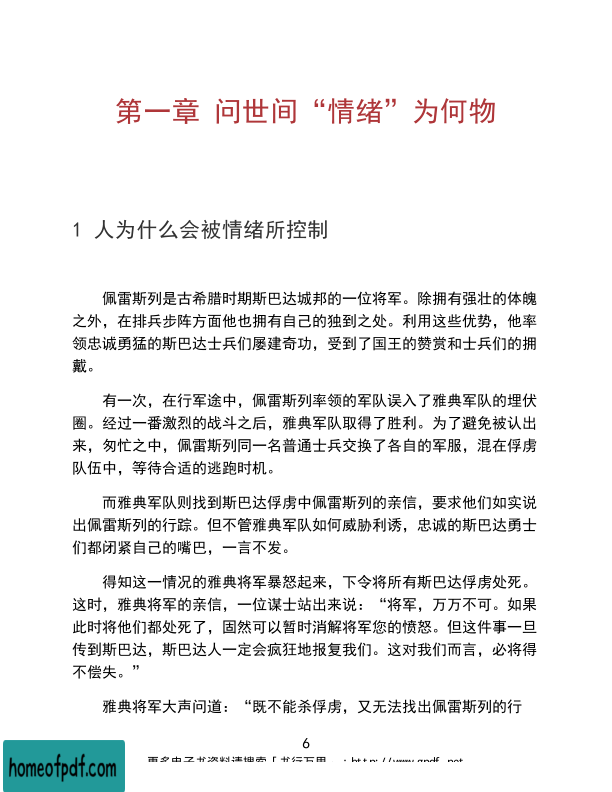 第一章 问世间“情绪”为何物
1 人为什么会被情绪所控制
佩雷斯列是古希腊时期斯巴达城邦的一位将军。除拥有强壮的体魄
之外，在排兵步阵方面他也拥有自己的独到之处。利用这些优势，他率
领忠诚勇猛的斯巴达士兵们屡建奇功，受到了国王的赞赏和士兵们的拥
戴。
有一次，在行军途中，佩雷斯列率领的军队误入了雅典军队的埋伏
圈。经过一番激烈的战斗之后，雅典军队取得了胜利。为了避免被认出
来，匆忙之中，佩雷斯列同一名普通士兵交换了各自的军服，混在俘虏
队伍中，等待合适的逃跑时机。
而雅典军队则找到斯巴达俘虏中佩雷斯列的亲信，要求他们如实说
出佩雷斯列的行踪。但不管雅典军队如何威胁利诱，忠诚的斯巴达勇士
们都闭紧自己的嘴巴，一言不发。
得知这一情况的雅典将军暴怒起来，下令将所有斯巴达俘虏处死。
这时，雅典将军的亲信，一位谋士站出来说：“将军，万万不可。如果
此时将他们都处死了，固然可以暂时消解将军您的愤怒。但这件事一旦
传到斯巴达，斯巴达人一定会疯狂地报复我们。这对我们而言，必将得
不偿失。”
雅典将军大声问道：“既不能杀俘虏，又无法找出佩雷斯列的行
6
更多电子书资料请搜索「书行万里
homeofpdf.com